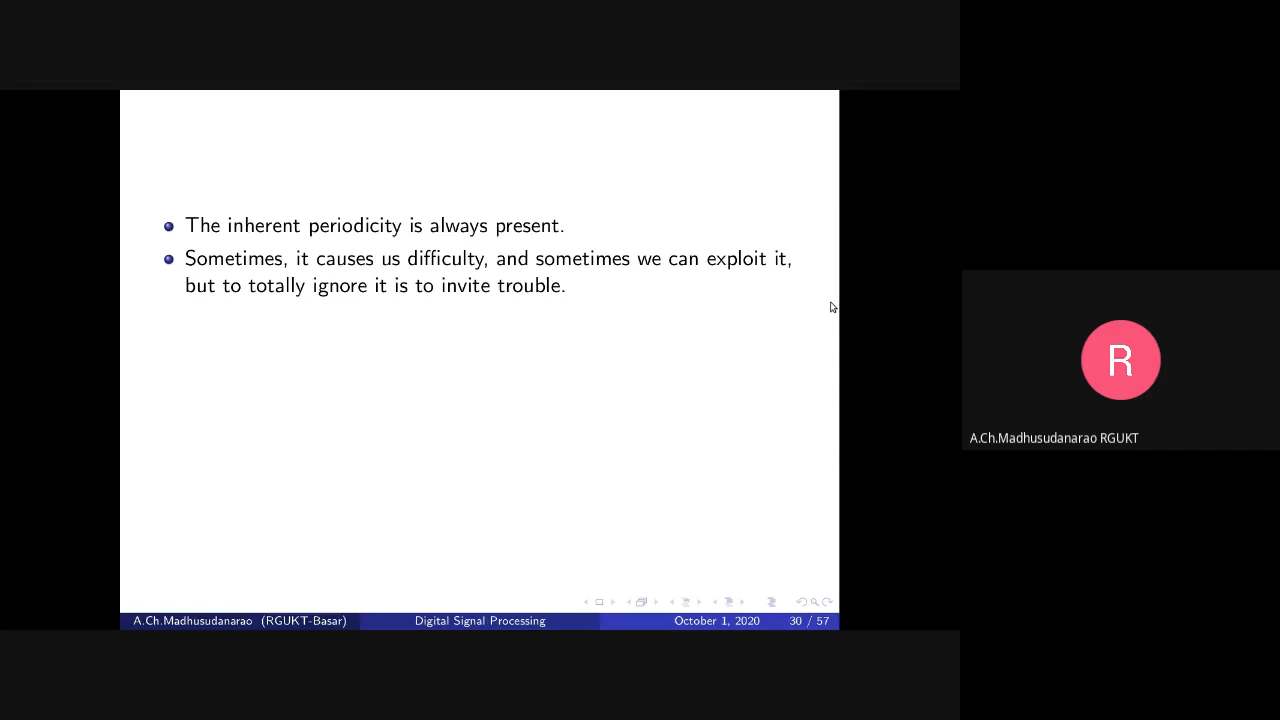 The inherent periodicity is always present.
Sometimes, it causes us difficulty, and sometimes we can exploit it,
but to totally ignore it is to invite trouble.
R
A.Ch.Madhusudanarao RGUKT
A.Ch.Madhusudanarao (RGUKT-Basar) Digital Signal Processing October 1, 2020 30 / 57